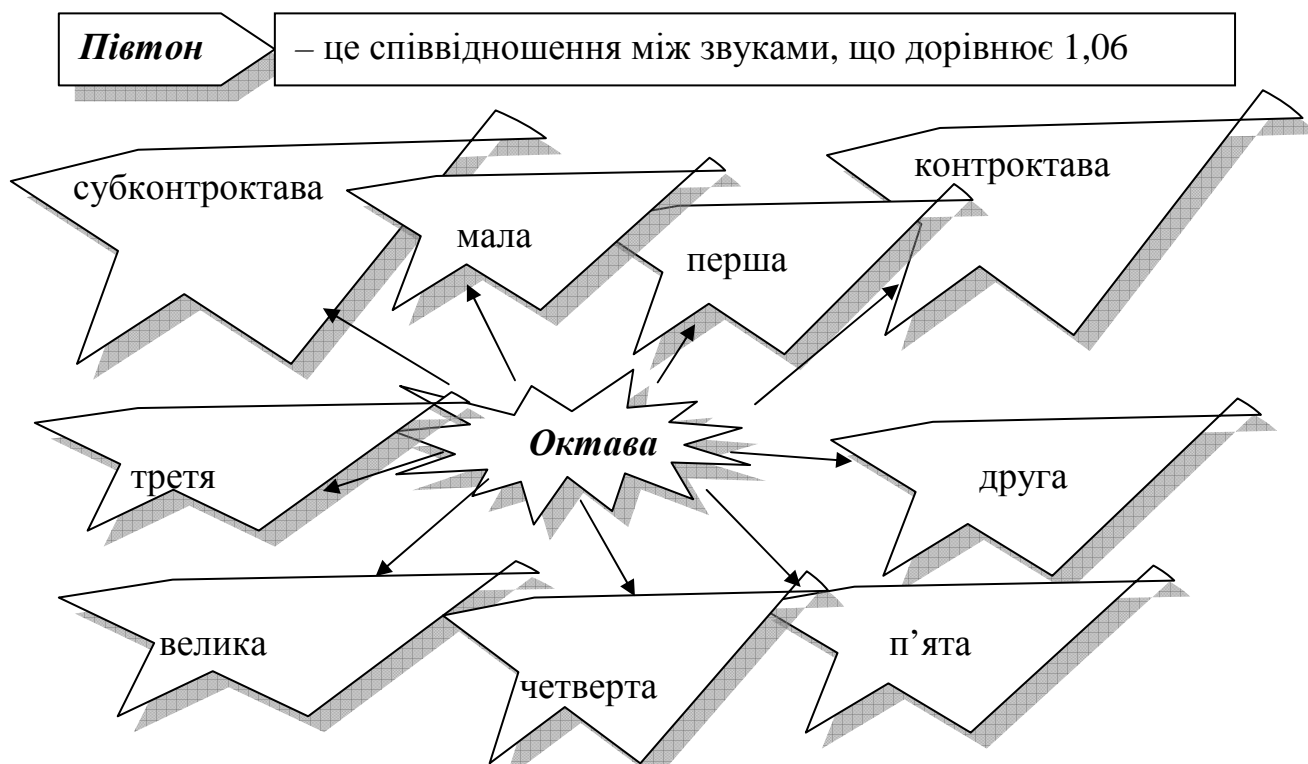 Півтон
– це співвідношення між звуками, що дорівнює 1,06
субконтроктава
мала
перша
контроктава
Октава
третя
друга
велика
четверта
п’ята